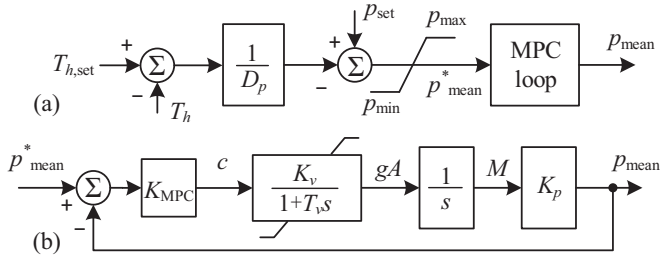 T_{h,set} + − Σ T_h 1/D_p + − Σ p_set p_max p_min p*_mean MPC loop p_mean
(a)
p*_mean + − Σ K_MPC c K_v/1+T_v s gA 1/s M K_p p_mean
(b)